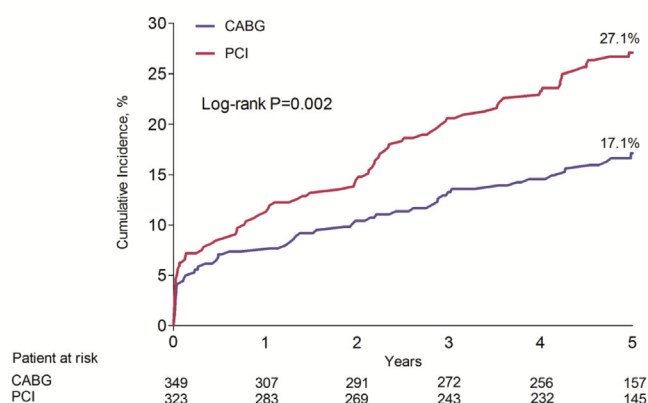 30
CABG
27.1%
PCI
25
Log-rank P=0.002
20
17.1%
15
10
5
0
Cumulative Incidence, %
0 1 2 3 4 5
Years
Patient at risk
CABG 349 307 291 272 256 157
PCI 323 283 269 243 232 145